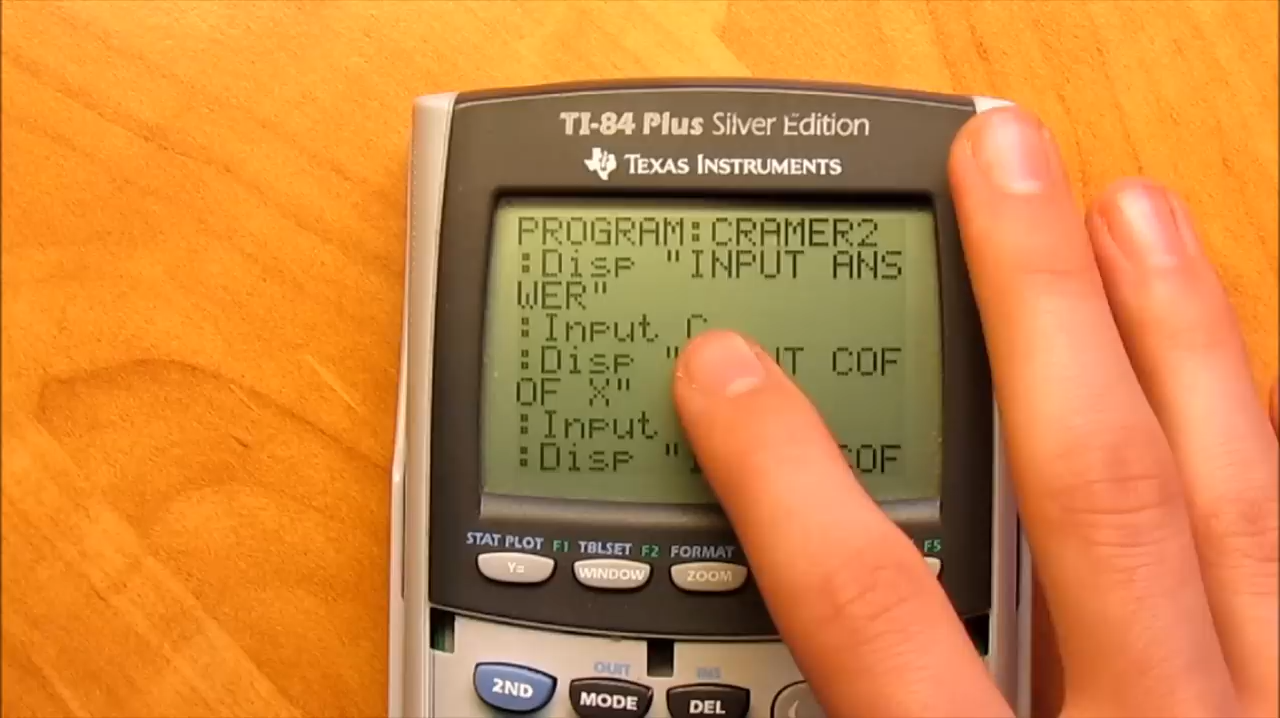 TI-84 Plus Silver Edition
TEXAS INSTRUMENTS
PROGRAM:CRAMER2
:Disp "INPUT ANS
WER"
:Input C
:Disp " UT COF
OF X"
:Input
:Disp " COF
STAT PLOT F1 TBLSET F2 FORMAT F5
Y= WINDOW ZOOM
QUIT INS
2ND MODE DEL